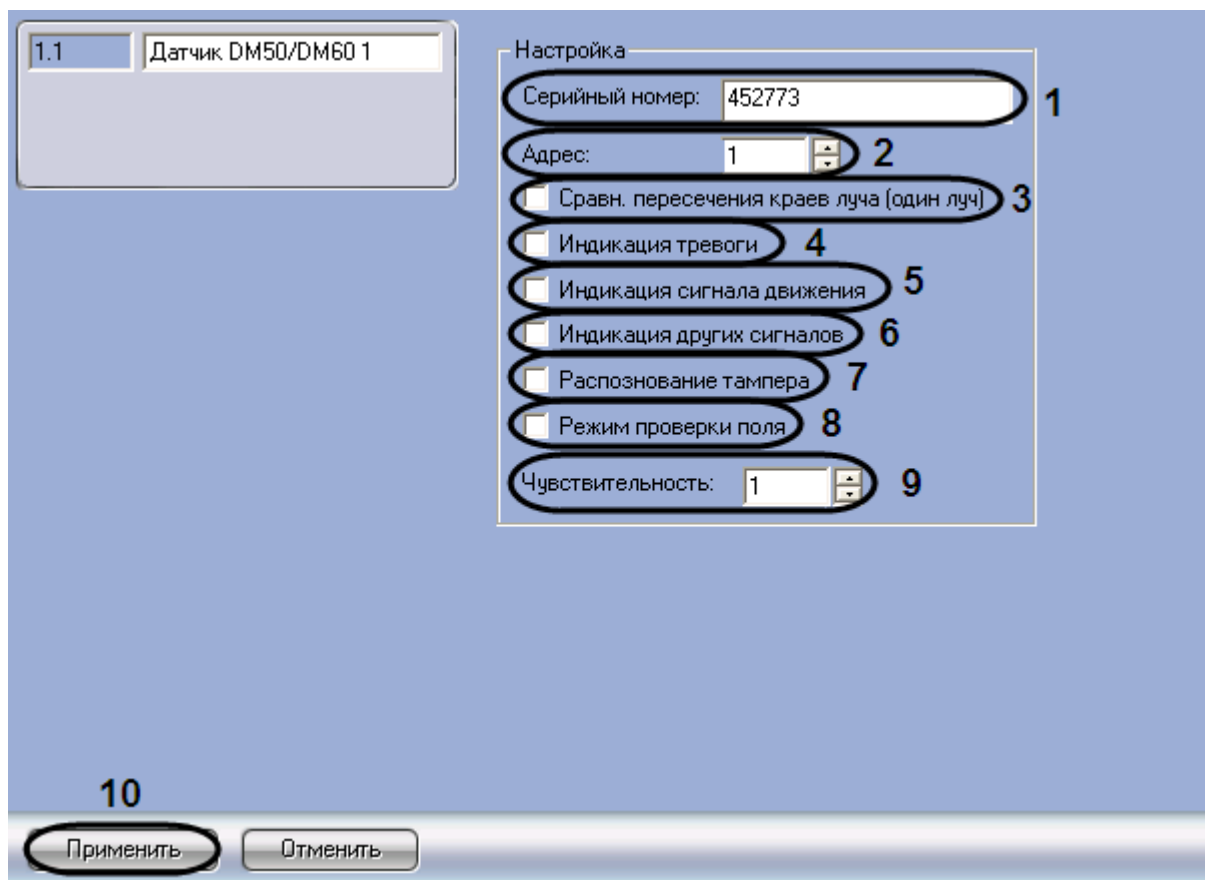 1.1 Датчик DM50/DM60 1
Настройка
Серийный номер: 452773 1
Адрес: 1 2
Сравн. пересечения краев луча (один луч) 3
Индикация тревоги 4
Индикация сигнала движения 5
Индикация других сигналов 6
Распознование тампера 7
Режим проверки поля 8
Чувствительность: 1 9
10
Применить Отменить